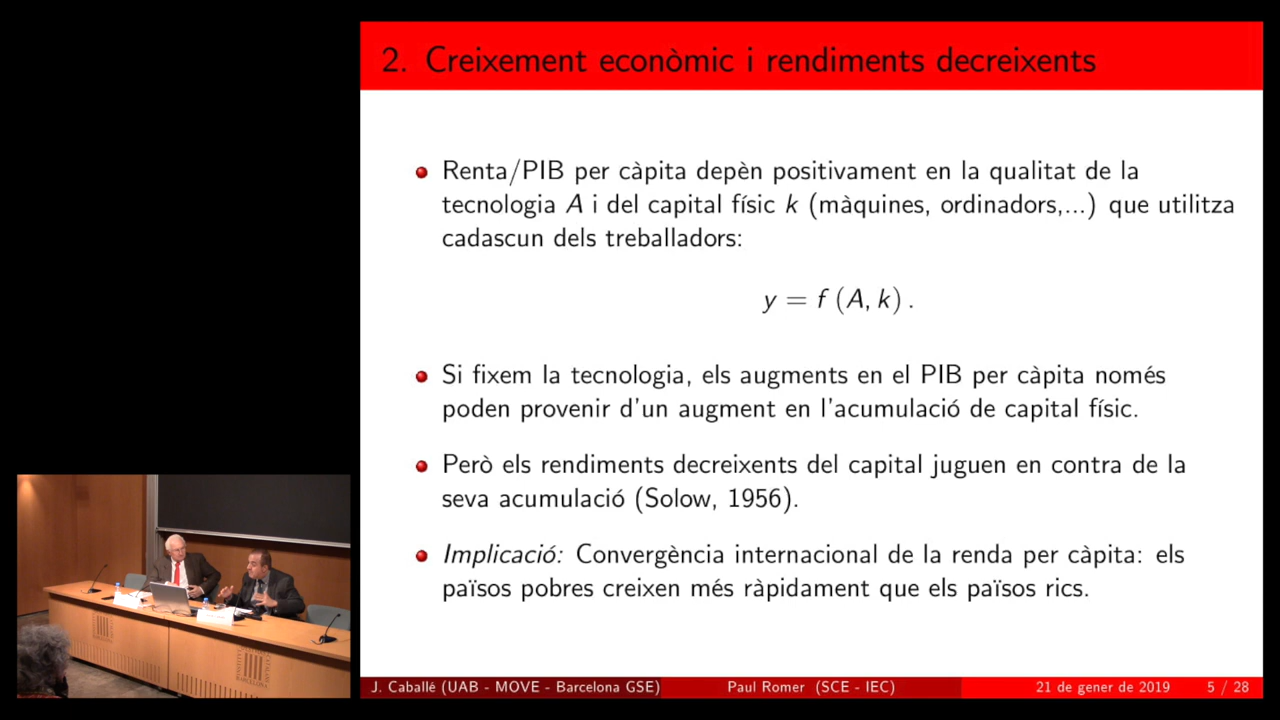 2. Creixement econòmic i rendiments decreixents
Renta/PIB per càpita depèn positivament en la qualitat de la
tecnologia A i del capital físic k (màquines, ordinadors,...) que utilitza
cadascun dels treballadors:
y = f (A, k) .
Si fixem la tecnologia, els augments en el PIB per càpita només
poden provenir d'un augment en l'acumulació de capital físic.
Però els rendiments decreixents del capital juguen en contra de la
seva acumulació (Solow, 1956).
Implicació: Convergència internacional de la renda per càpita: els
països pobres creixen més ràpidament que els països rics.
J. Caballé (UAB - MOVE - Barcelona GSE) Paul Romer (SCE - IEC) 21 de gener de 2019 5 / 28